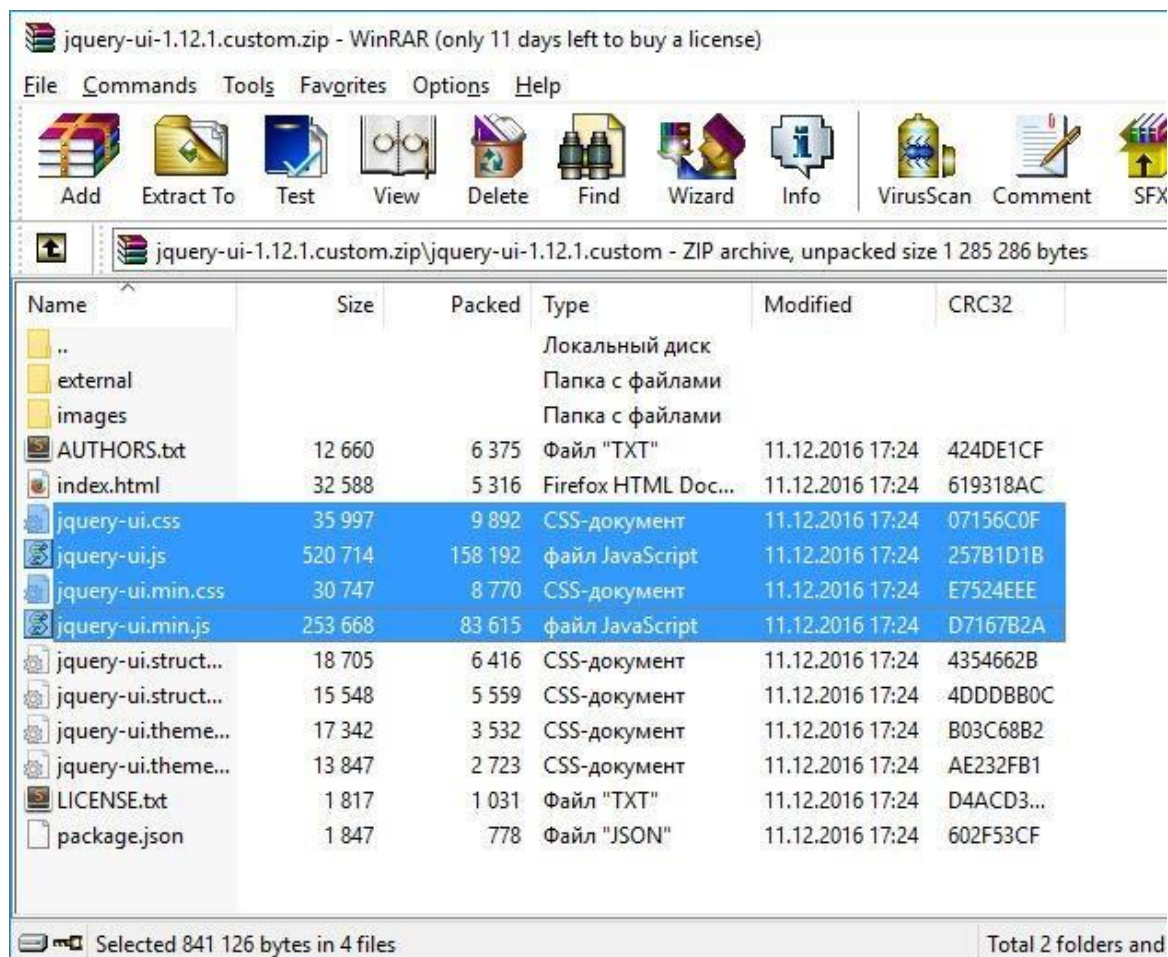 jquery-ui-1.12.1.custom.zip - WinRAR (only 11 days left to buy a license)
File Commands Tools Favorites Options Help
Add Extract To Test View Delete Find Wizard Info VirusScan Comment SFX
jquery-ui-1.12.1.custom.zip\jquery-ui-1.12.1.custom - ZIP archive, unpacked size 1 285 286 bytes
Name Size Packed Type Modified CRC32
.. Локальный диск
external Папка с файлами
images Папка с файлами
AUTHORS.txt 12 660 6 375 Файл "TXT" 11.12.2016 17:24 424DE1CF
index.html 32 588 5 316 Firefox HTML Doc... 11.12.2016 17:24 619318AC
jquery-ui.css 35 997 9 892 CSS-документ 11.12.2016 17:24 07156C0F
jquery-ui.js 520 714 158 192 файл JavaScript 11.12.2016 17:24 257B1D1B
jquery-ui.min.css 30 747 8 770 CSS-документ 11.12.2016 17:24 E7524EEE
jquery-ui.min.js 253 668 83 615 файл JavaScript 11.12.2016 17:24 D7167B2A
jquery-ui.struct... 18 705 6 416 CSS-документ 11.12.2016 17:24 4354662B
jquery-ui.struct... 15 548 5 559 CSS-документ 11.12.2016 17:24 4DDDBB0C
jquery-ui.theme... 17 342 3 532 CSS-документ 11.12.2016 17:24 B03C68B2
jquery-ui.theme... 13 847 2 723 CSS-документ 11.12.2016 17:24 AE232FB1
LICENSE.txt 1 817 1 031 Файл "TXT" 11.12.2016 17:24 D4ACD3...
package.json 1 847 778 Файл "JSON" 11.12.2016 17:24 602F53CF
Selected 841 126 bytes in 4 files Total 2 folders and